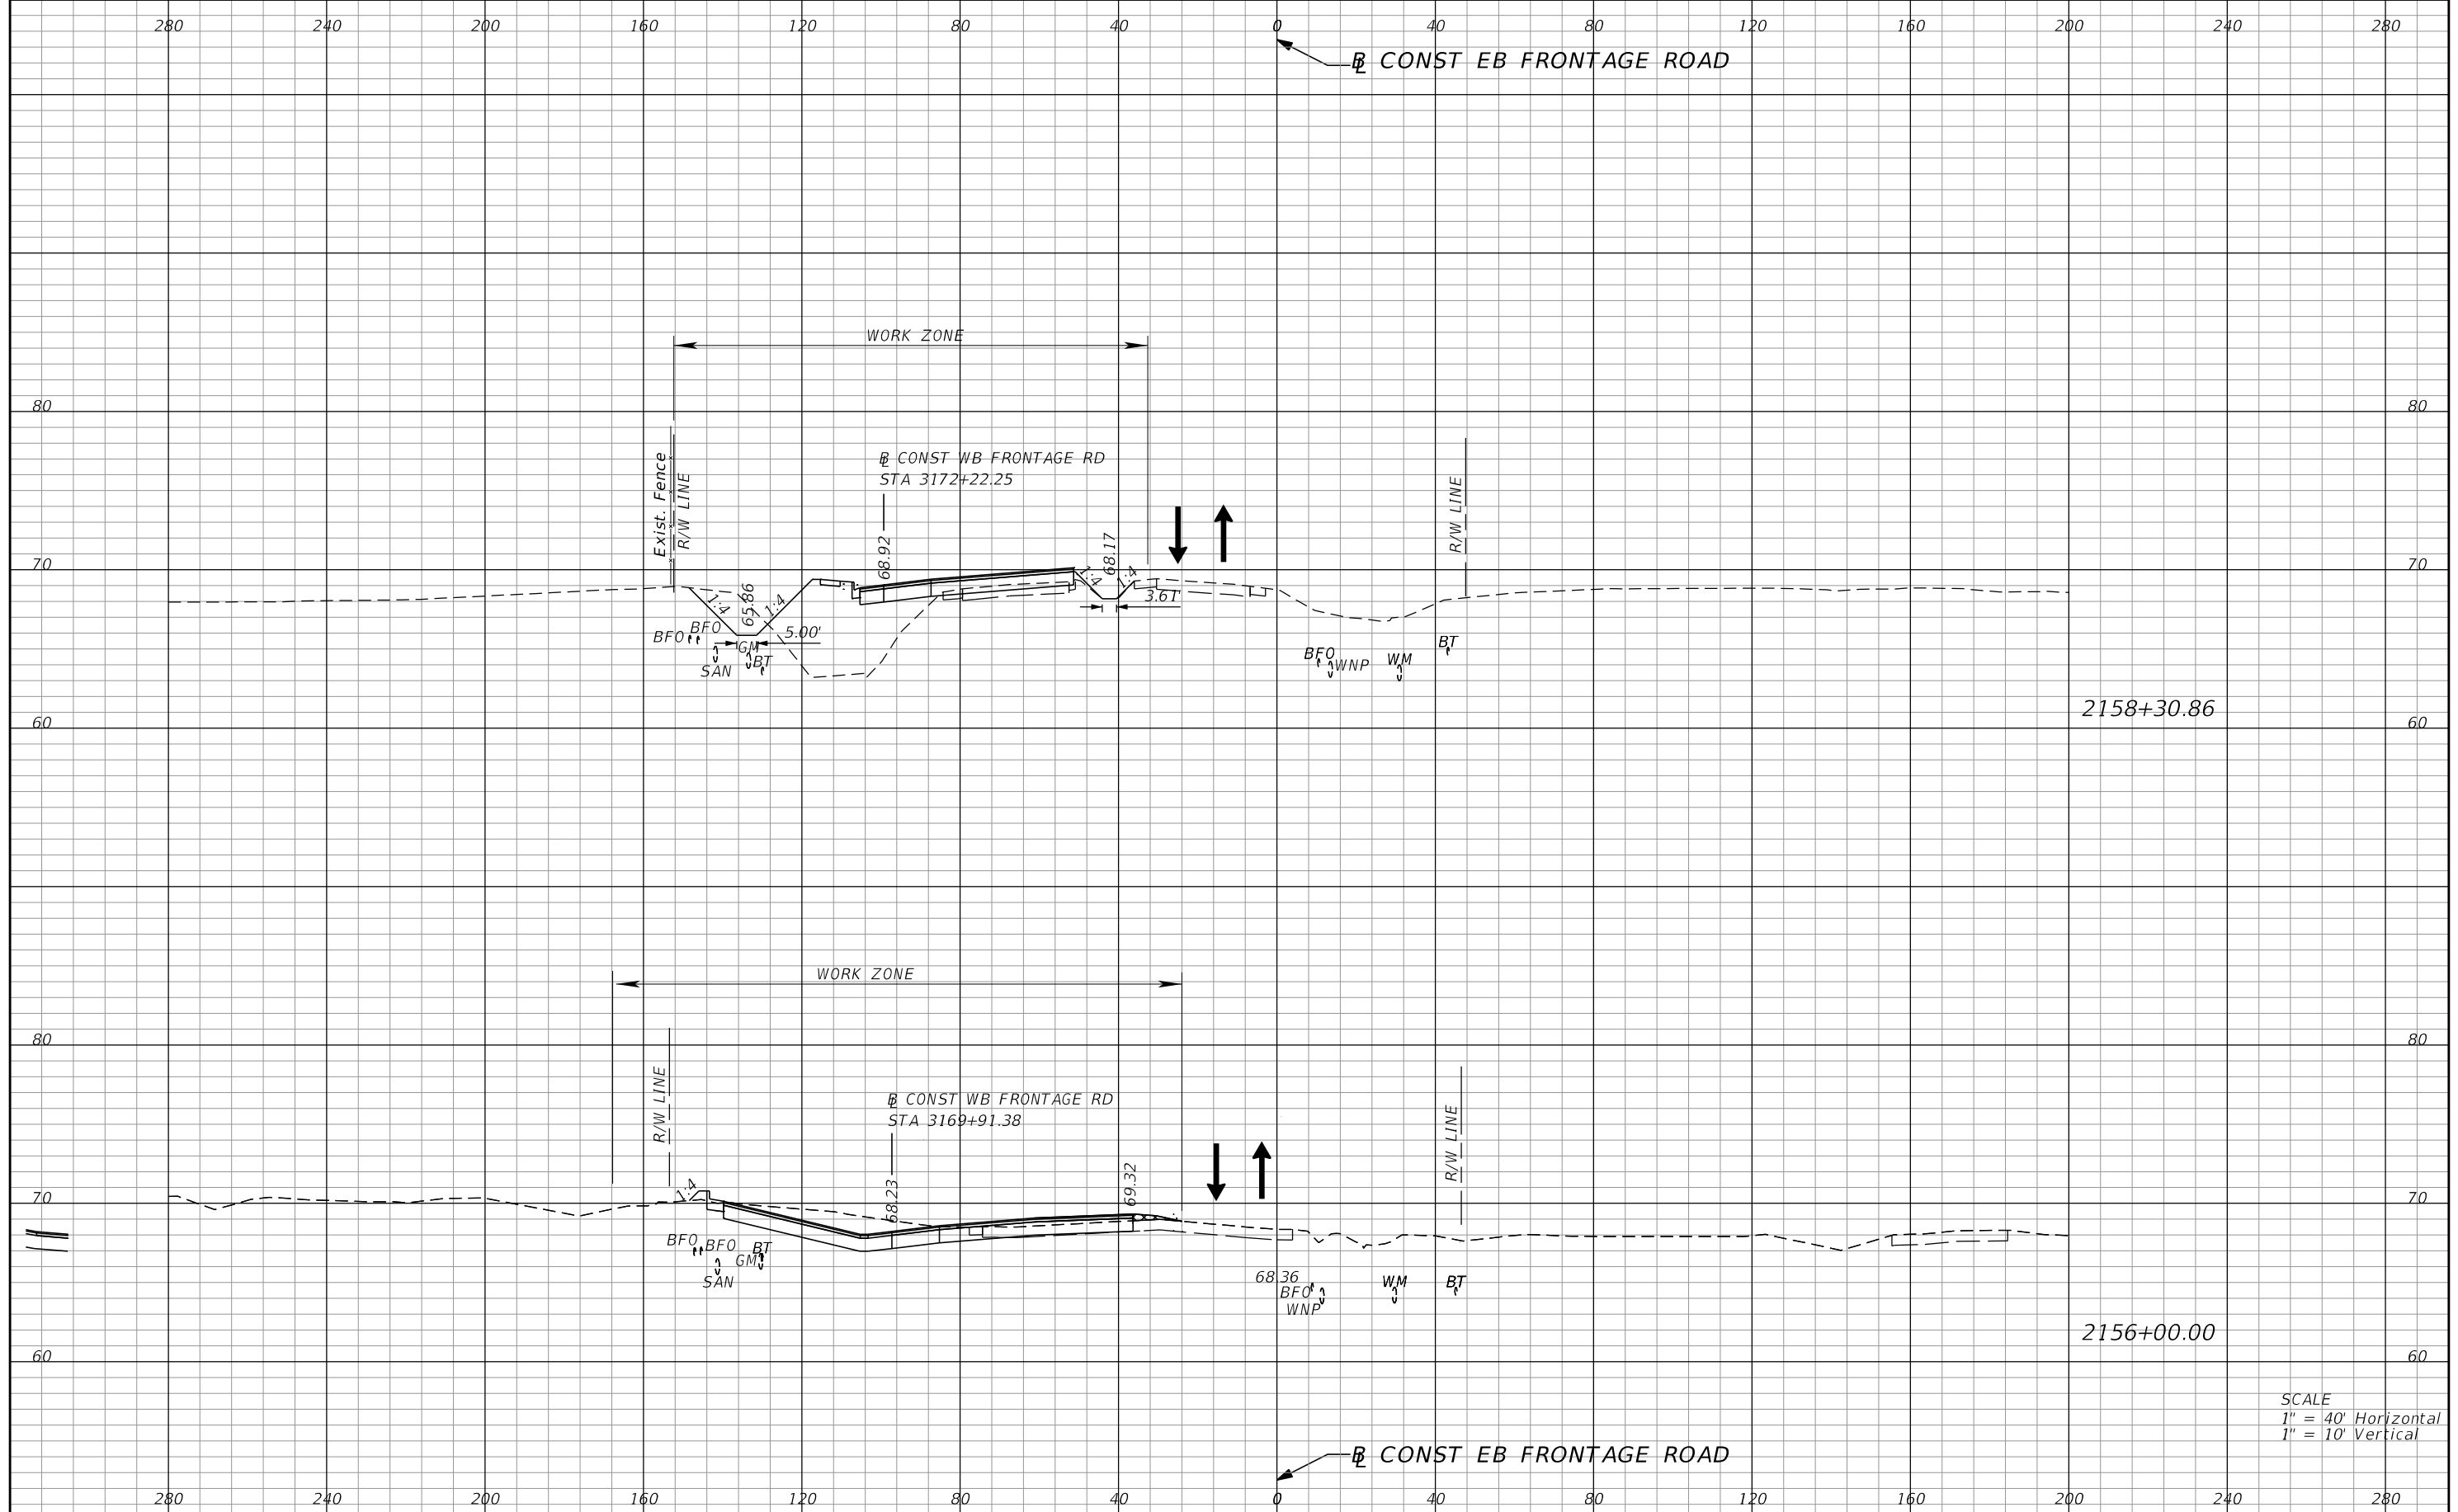 280 240 200 160 120 80 40 0 40 80 120 160 200 240 280
BL CONST EB FRONTAGE ROAD
WORK ZONE
80 80
BL CONST WB FRONTAGE RD
STA 3172+22.25
Exist. Fence
R/W LINE
R/W LINE
70 70
68.92
68.17
65.86
1:4
1:4
1:4
1:4
3.61'
5.00'
BFO
BFO
GM
BT
SAN
BFO
WNP
WM
BT
2158+30.86
60 60
WORK ZONE
80 80
BL CONST WB FRONTAGE RD
STA 3169+91.38
R/W LINE
R/W LINE
70 70
1:4
68.23
69.32
BFO
BFO
BT
GM
SAN
68.36
BFO
WNP
WM
BT
2156+00.00
60 60
SCALE
1" = 40' Horizontal
1" = 10' Vertical
BL CONST EB FRONTAGE ROAD
280 240 200 160 120 80 40 0 40 80 120 160 200 240 280